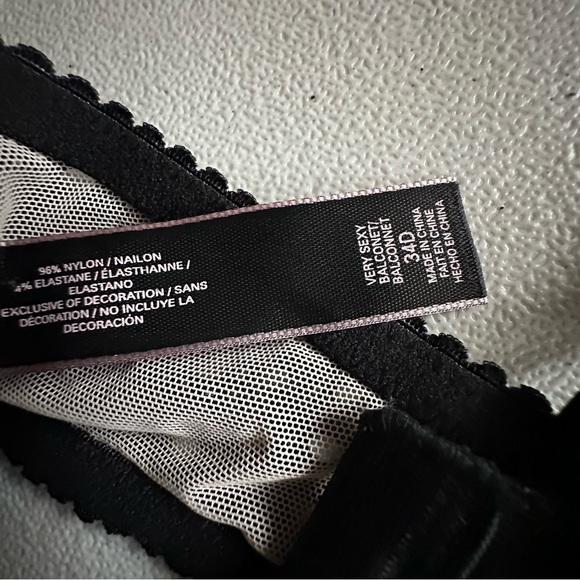 96% NYLON / NAILON
4% ELASTANE / ÉLASTHANNE /
ELASTANO
EXCLUSIVE OF DECORATION / SANS
DÉCORATION / NO INCLUYE LA
DECORACIÓN
VERY SEXY
BALCONET/
BALCONNET
34D
MADE IN CHINA
FAIT EN CHINE
HECHO EN CHINA